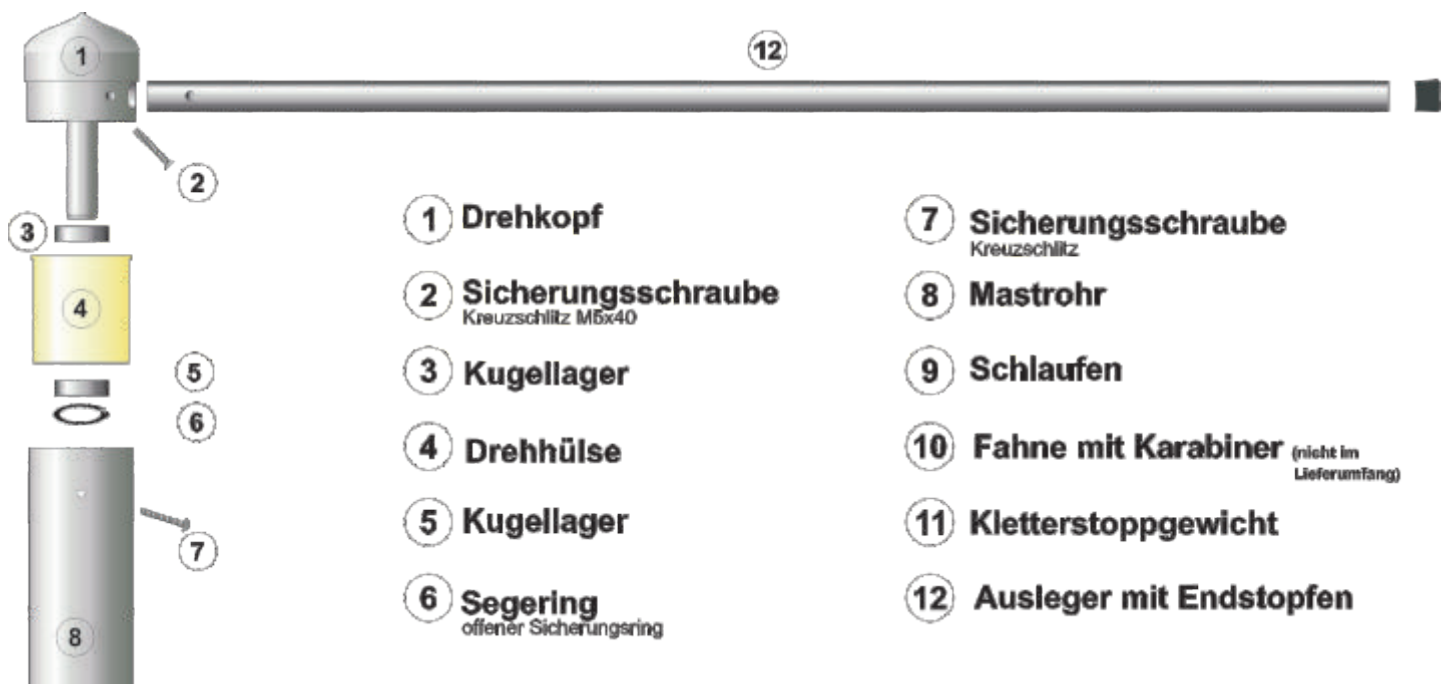 1
12
2
3
4
5
6
7
8
1 Drehkopf
2 Sicherungsschraube
Kreuzschlitz M5x40
3 Kugellager
4 Drehhülse
5 Kugellager
6 Segering
offener Sicherungsring
7 Sicherungsschraube
Kreuzschlitz
8 Mastrohr
9 Schlaufen
10 Fahne mit Karabiner (nicht im
Lieferumfang)
11 Kletterstoppgewicht
12 Ausleger mit Endstopfen